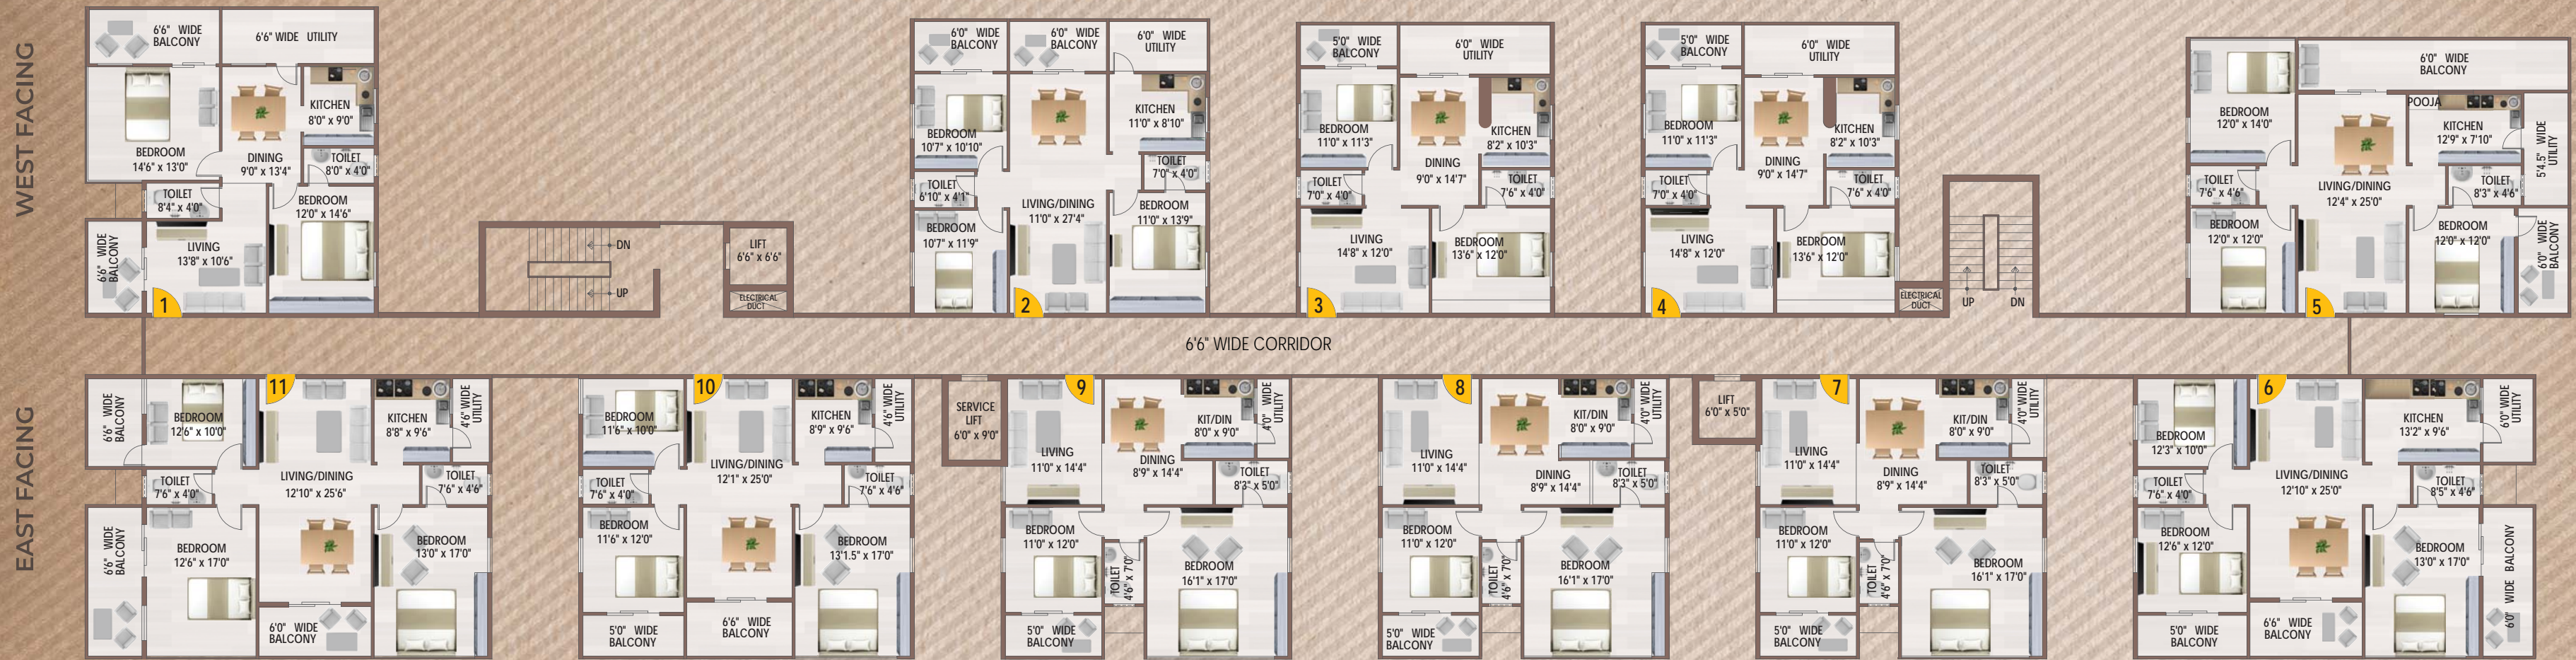 WEST FACING
6'6" WIDE
BALCONY
6'6" WIDE UTILITY
BEDROOM
14'6" x 13'0"
DINING
9'0" x 13'4"
KITCHEN
8'0" x 9'0"
TOILET
8'0" x 4'0"
TOILET
8'4" x 4'0"
BEDROOM
12'0" x 14'6"
6'6" WIDE
BALCONY
LIVING
13'8" x 10'6"
1
DN
UP
LIFT
6'6" x 6'6"
ELECTRICAL
DUCT
6'0" WIDE
BALCONY
6'0" WIDE
BALCONY
6'0" WIDE
UTILITY
BEDROOM
10'7" x 10'10"
KITCHEN
11'0" x 8'10"
TOILET
7'0" x 4'0"
TOILET
6'10" x 4'1"
LIVING/DINING
11'0" x 27'4"
BEDROOM
11'0" x 13'9"
BEDROOM
10'7" x 11'9"
2
5'0" WIDE
BALCONY
6'0" WIDE
UTILITY
BEDROOM
11'0" x 11'3"
KITCHEN
8'2" x 10'3"
DINING
9'0" x 14'7"
TOILET
7'0" x 4'0"
TOILET
7'6" x 4'0"
LIVING
14'8" x 12'0"
BEDROOM
13'6" x 12'0"
3
5'0" WIDE
BALCONY
6'0" WIDE
UTILITY
BEDROOM
11'0" x 11'3"
KITCHEN
8'2" x 10'3"
DINING
9'0" x 14'7"
TOILET
7'0" x 4'0"
TOILET
7'6" x 4'0"
LIVING
14'8" x 12'0"
BEDROOM
13'6" x 12'0"
4
ELECTRICAL
DUCT
UP
DN
6'0" WIDE
BALCONY
BEDROOM
12'0" x 14'0"
POOJA
KITCHEN
12'9" x 7'10"
5'4.5" WIDE
UTILITY
TOILET
7'6" x 4'6"
LIVING/DINING
12'4" x 25'0"
TOILET
8'3" x 4'6"
BEDROOM
12'0" x 12'0"
BEDROOM
12'0" x 12'0"
6'0" WIDE
BALCONY
5
6'6" WIDE CORRIDOR
EAST FACING
6'6" WIDE
BALCONY
BEDROOM
12'6" x 10'0"
11
KITCHEN
8'8" x 9'6"
4'6" WIDE
UTILITY
TOILET
7'6" x 4'0"
LIVING/DINING
12'10" x 25'6"
TOILET
7'6" x 4'6"
6'6" WIDE
BALCONY
BEDROOM
12'6" x 17'0"
BEDROOM
13'0" x 17'0"
6'0" WIDE
BALCONY
BEDROOM
11'6" x 10'0"
10
KITCHEN
8'9" x 9'6"
4'6" WIDE
UTILITY
TOILET
7'6" x 4'0"
LIVING/DINING
12'1" x 25'0"
TOILET
7'6" x 4'6"
BEDROOM
11'6" x 12'0"
BEDROOM
13'1.5" x 17'0"
5'0" WIDE
BALCONY
6'6" WIDE
BALCONY
SERVICE
LIFT
6'0" x 9'0"
9
LIVING
11'0" x 14'4"
KIT/DIN
8'0" x 9'0"
4'0" WIDE
UTILITY
DINING
8'9" x 14'4"
TOILET
8'3" x 5'0"
BEDROOM
11'0" x 12'0"
TOILET
4'6" x 7'0"
BEDROOM
16'1" x 17'0"
5'0" WIDE
BALCONY
8
LIVING
11'0" x 14'4"
KIT/DIN
8'0" x 9'0"
4'0" WIDE
UTILITY
DINING
8'9" x 14'4"
TOILET
8'3" x 5'0"
BEDROOM
11'0" x 12'0"
TOILET
4'6" x 7'0"
BEDROOM
16'1" x 17'0"
5'0" WIDE
BALCONY
LIFT
6'0" x 5'0"
7
LIVING
11'0" x 14'4"
KIT/DIN
8'0" x 9'0"
4'0" WIDE
UTILITY
DINING
8'9" x 14'4"
TOILET
8'3" x 5'0"
BEDROOM
11'0" x 12'0"
TOILET
4'6" x 7'0"
BEDROOM
16'1" x 17'0"
5'0" WIDE
BALCONY
6
BEDROOM
12'3" x 10'0"
KITCHEN
13'2" x 9'6"
6'0" WIDE
UTILITY
TOILET
7'6" x 4'0"
LIVING/DINING
12'10" x 25'0"
TOILET
8'5" x 4'6"
BEDROOM
12'6" x 12'0"
BEDROOM
13'0" x 17'0"
6'0" WIDE BALCONY
5'0" WIDE
BALCONY
6'6" WIDE
BALCONY